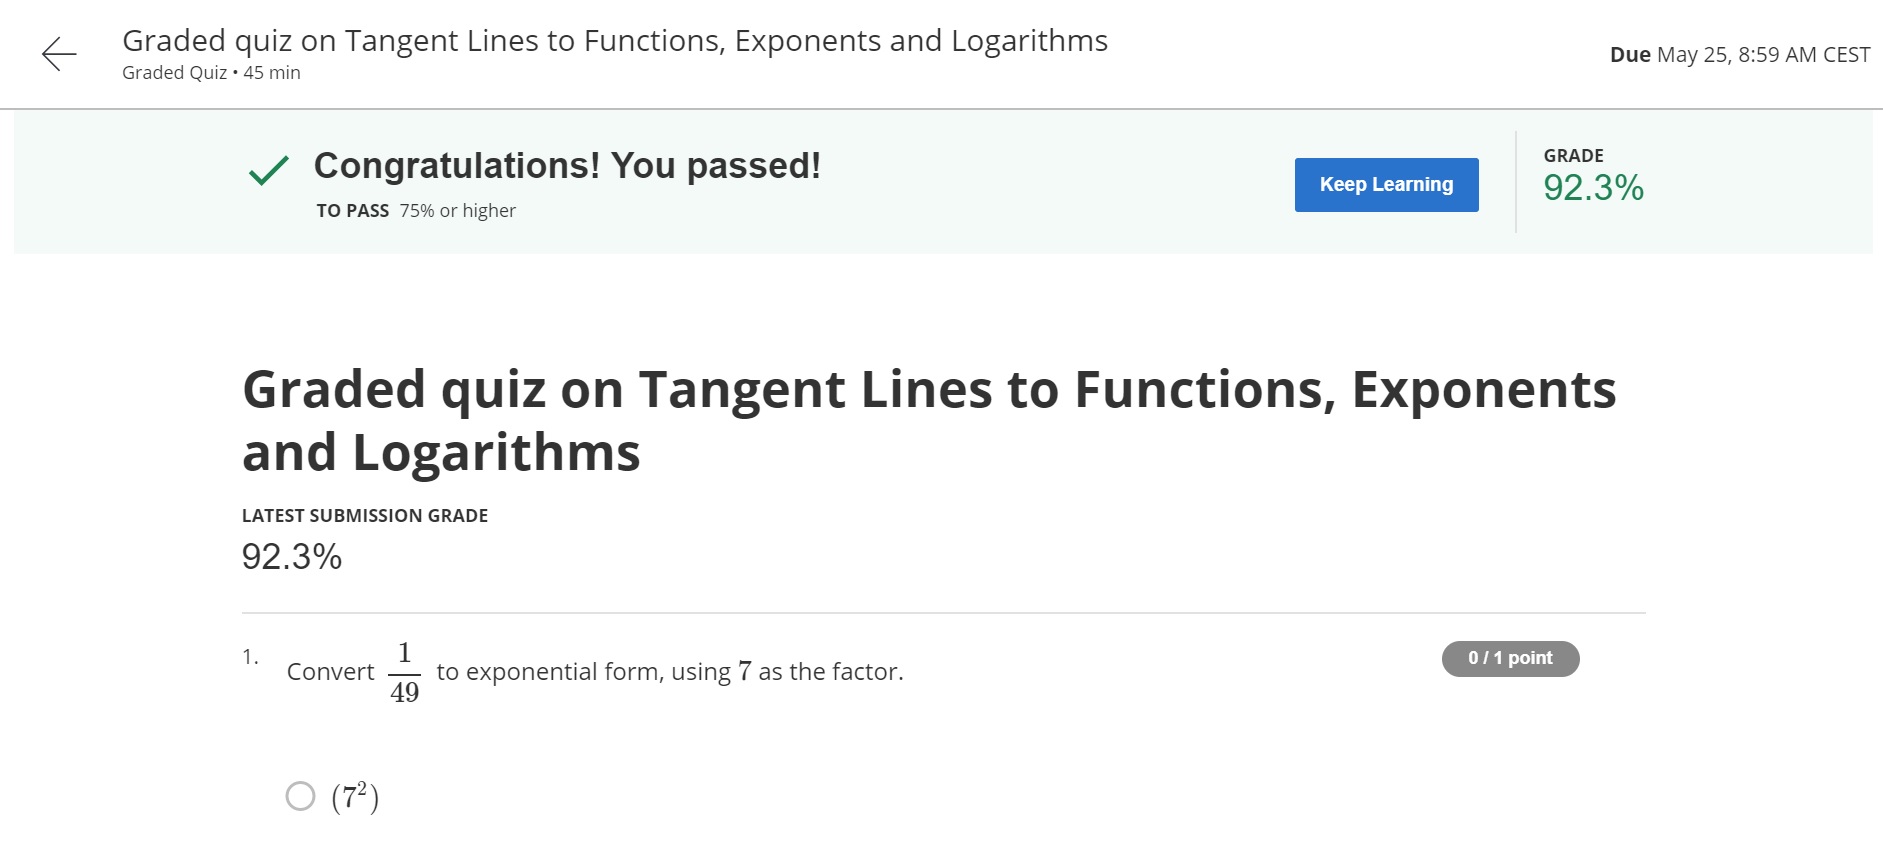 Graded quiz on Tangent Lines to Functions, Exponents and Logarithms
Graded Quiz • 45 min
Due May 25, 8:59 AM CEST
Congratulations! You passed!
TO PASS 75% or higher
Keep Learning
GRADE
92.3%
Graded quiz on Tangent Lines to Functions, Exponents
and Logarithms
LATEST SUBMISSION GRADE
92.3%
1. Convert 1/49 to exponential form, using 7 as the factor.
0 / 1 point
(7²)